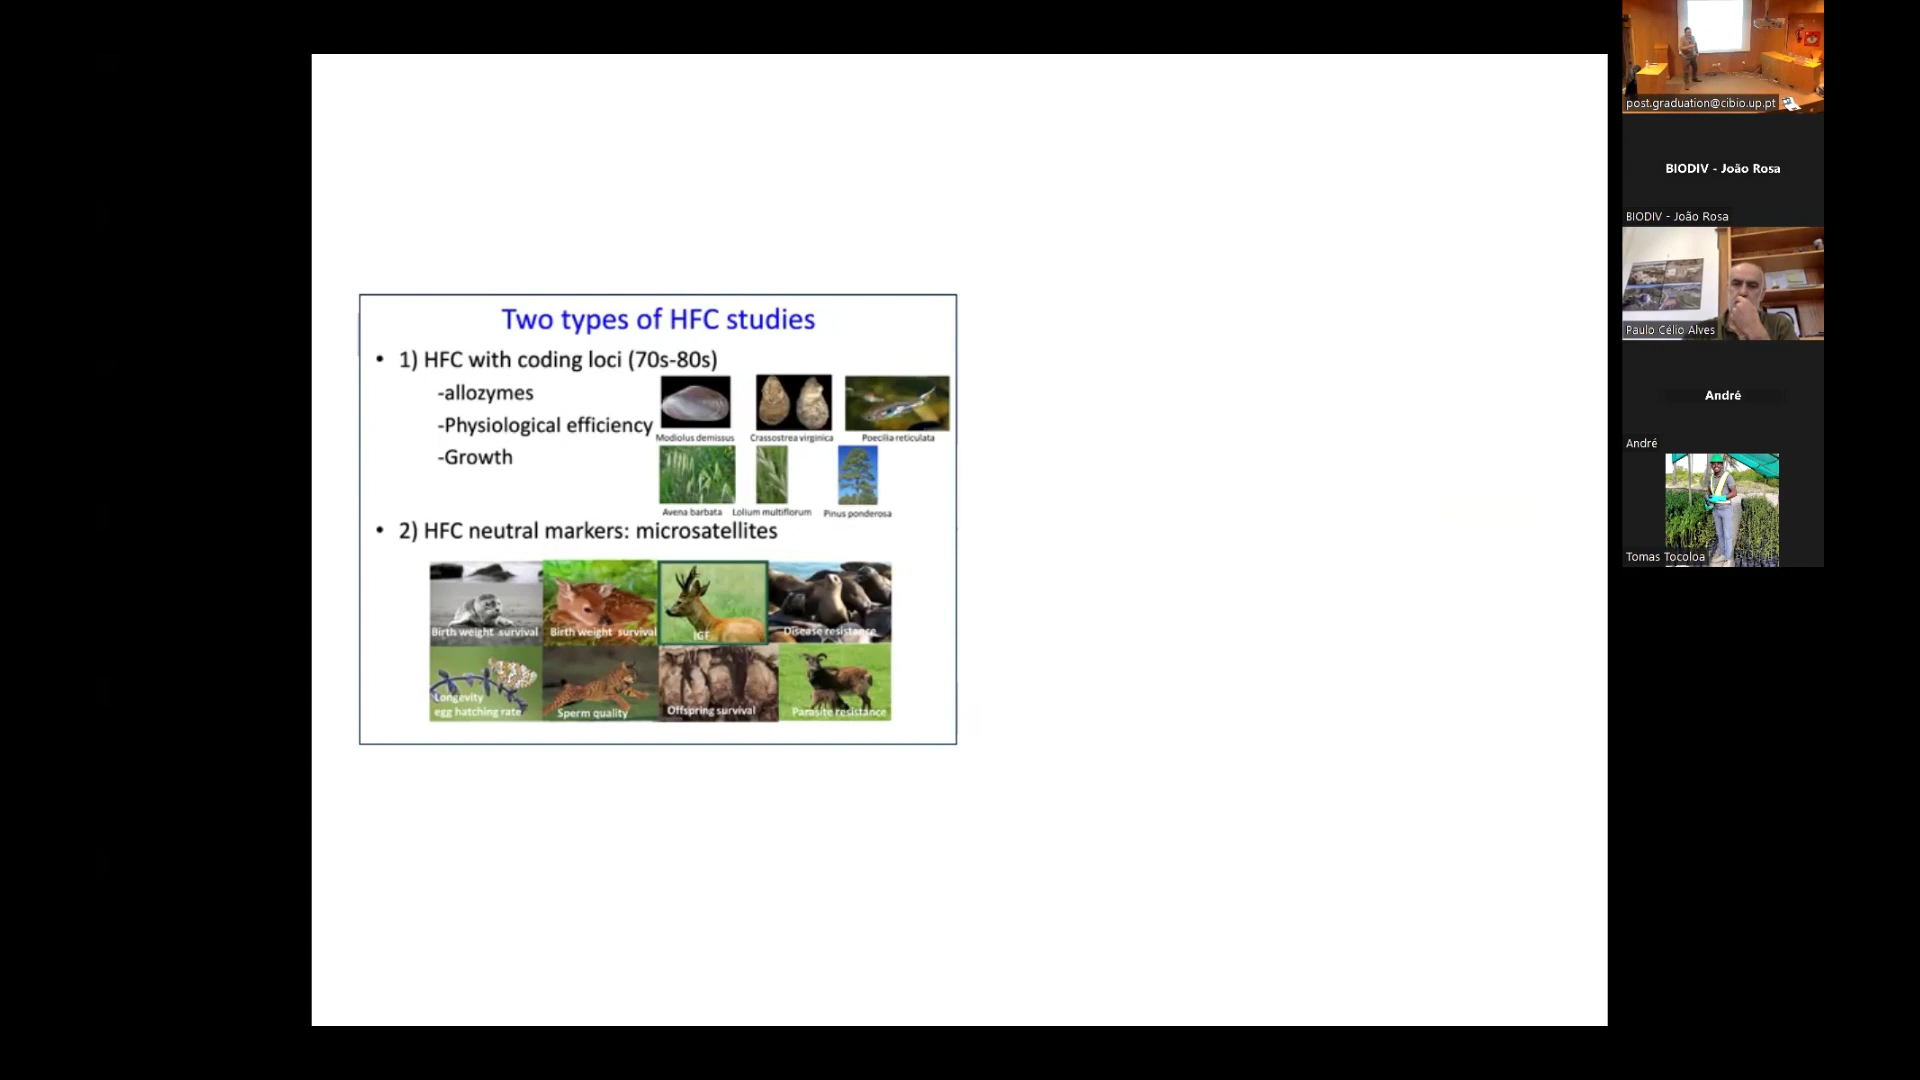 Two types of HFC studies
• 1) HFC with coding loci (70s-80s)
-allozymes
-Physiological efficiency
-Growth
Modiolus demissus Crassostrea virginica Poecilia reticulata
Avena barbata Lolium multiflorum Pinus ponderosa
• 2) HFC neutral markers: microsatellites
Birth weight survival Birth weight survival IGF Disease resistance
Longevity
egg hatching rate Sperm quality Offspring survival Parasite resistance
post.graduation@cibio.up.pt
BIODIV - João Rosa
BIODIV - João Rosa
Paulo Célio Alves
André
André
Tomas Tocoloa